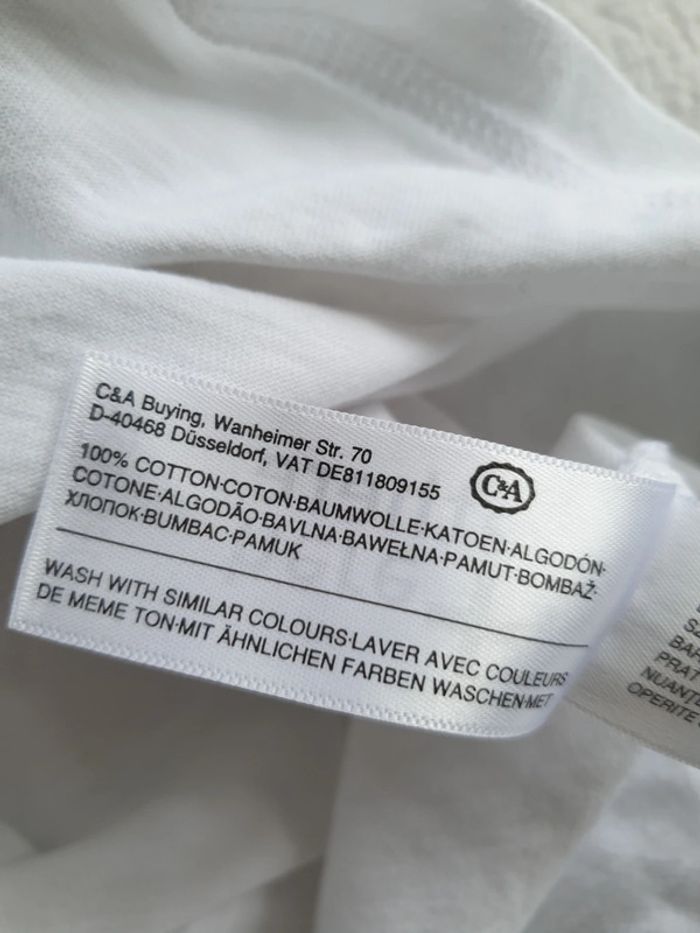 C&A Buying, Wanheimer Str. 70
D-40468 Düsseldorf, VAT DE811809155
C&A
100% COTTON·COTON·BAUMWOLLE·KATOEN·ALGODÓN·
COTONE·ALGODÃO·BAVLNA·BAWEŁNA·PAMUT·BOMBAŽ·
ХЛОПОК·BUMBAC·PAMUK
WASH WITH SIMILAR COLOURS·LAVER AVEC COULEURS
DE MEME TON·MIT ÄHNLICHEN FARBEN WASCHEN·MET
PRAT
OPERITE